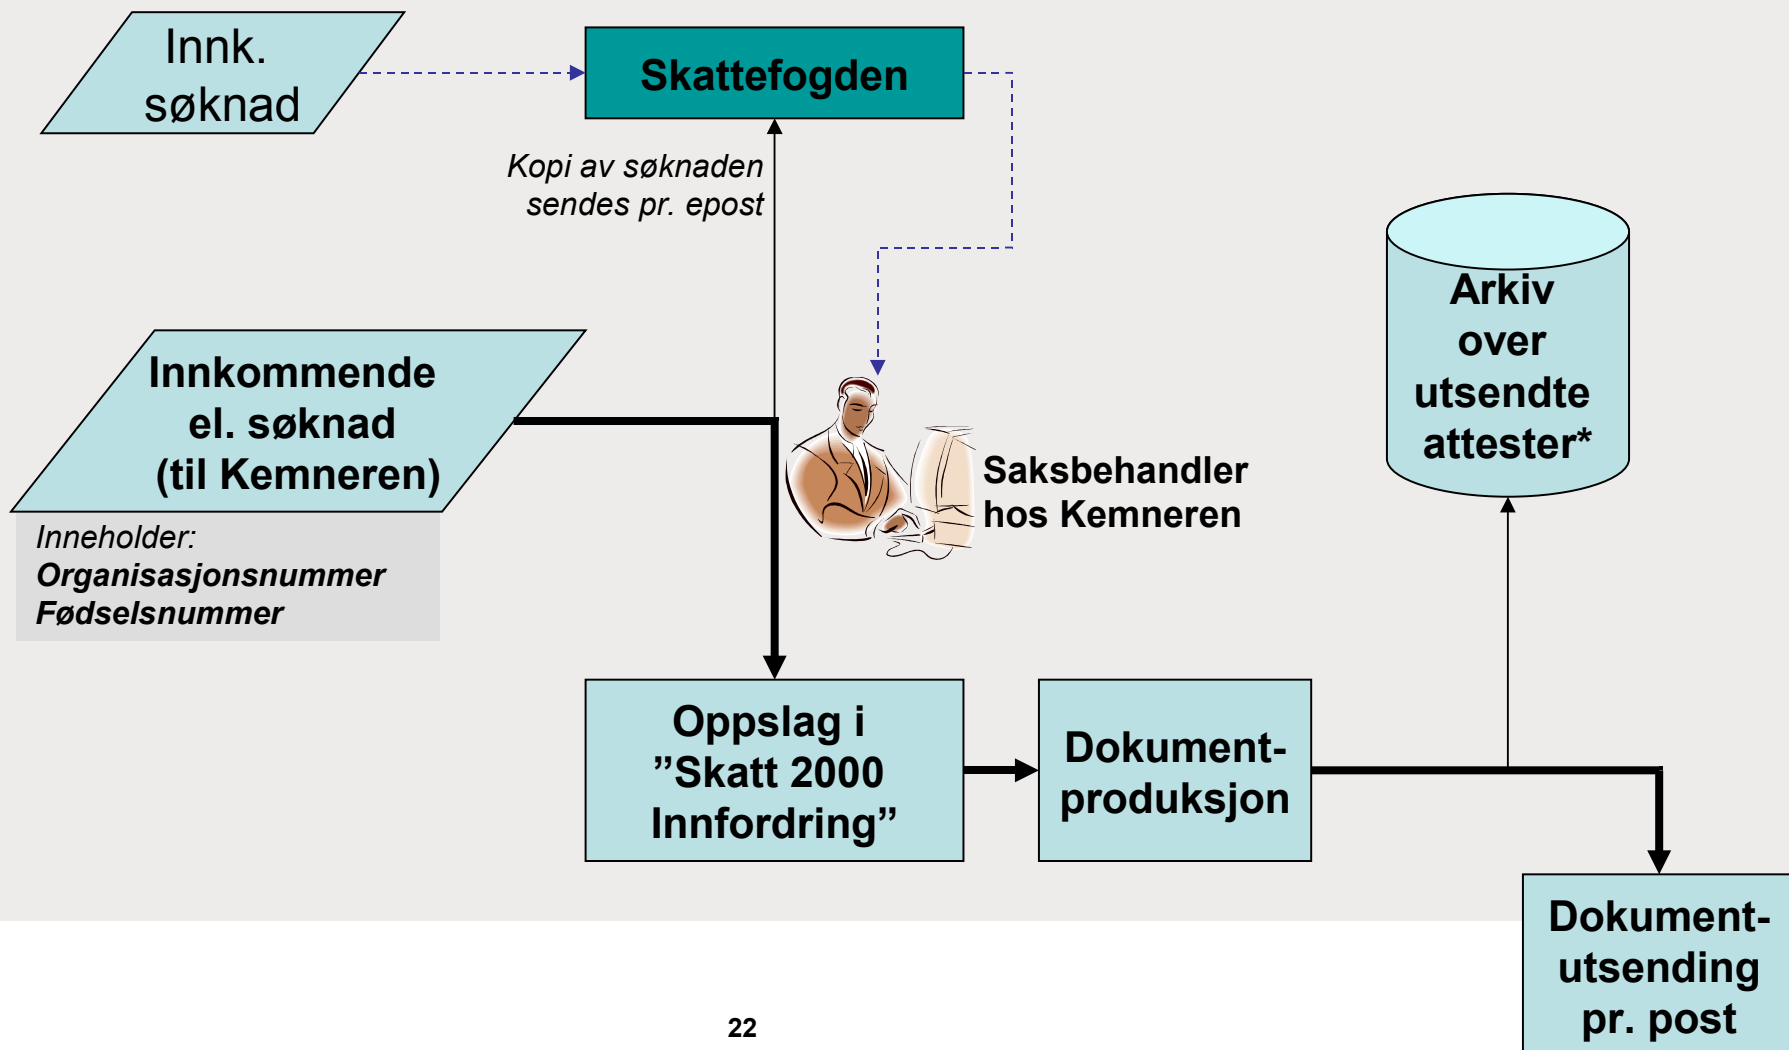 Innk.
søknad
Skattefogden
Kopi av søknaden
sendes pr. epost
Innkommende
el. søknad
(til Kemneren)
Inneholder:
Organisasjonsnummer
Fødselsnummer
Saksbehandler
hos Kemneren
Arkiv
over
utsendte
attester*
Oppslag i
”Skatt 2000
Innfordring”
Dokument-
produksjon
Dokument-
utsending
pr. post
22